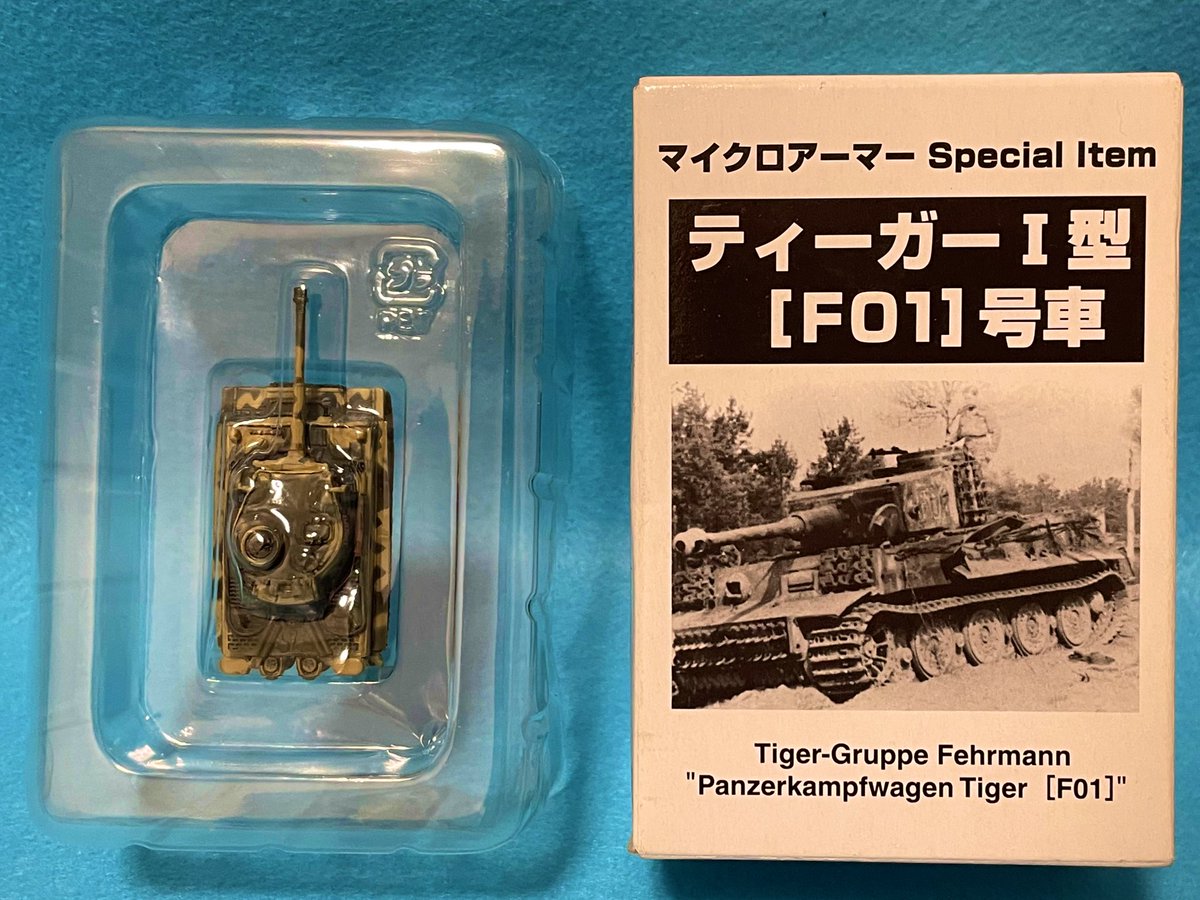 マイクロアーマー Special Item
ティーガーⅠ型
[F01]号車
Tiger-Gruppe Fehrmann
"Panzerkampfwagen Tiger [F01]"